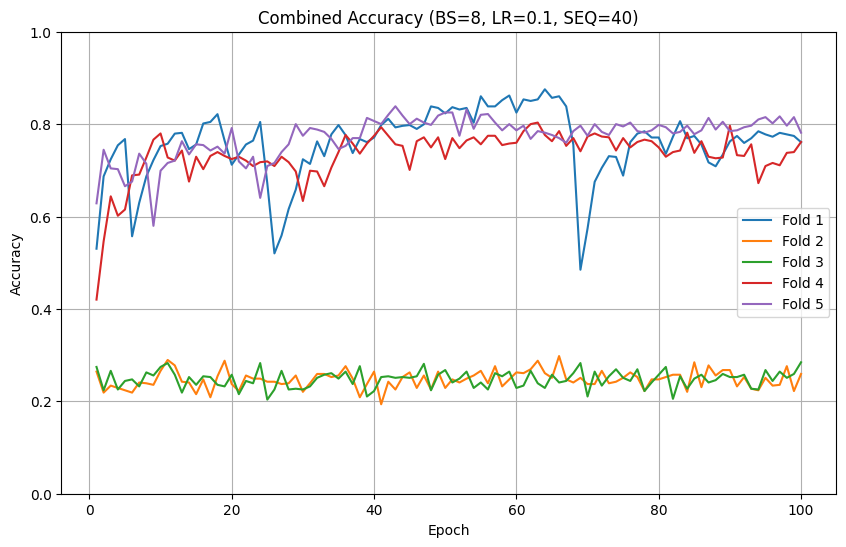 Combined Accuracy (BS=8, LR=0.1, SEQ=40)
Accuracy
1.0
0.8
0.6
0.4
0.2
0.0
Fold 1
Fold 2
Fold 3
Fold 4
Fold 5
0 20 40 60 80 100
Epoch